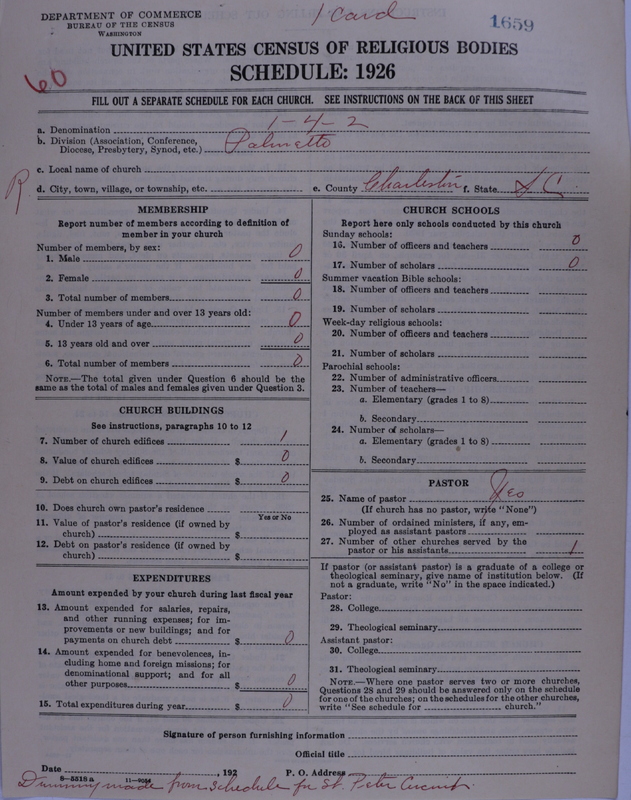 DEPARTMENT OF COMMERCE
BUREAU OF THE CENSUS
WASHINGTON
1 Card
1659
60
UNITED STATES CENSUS OF RELIGIOUS BODIES
SCHEDULE: 1926
FILL OUT A SEPARATE SCHEDULE FOR EACH CHURCH. SEE INSTRUCTIONS ON THE BACK OF THIS SHEET
a. Denomination 1-4-2
b. Division (Association, Conference, Diocese, Presbytery, Synod, etc.) Palmetto
c. Local name of church
R
d. City, town, village, or township, etc. e. County Charleston f. State S C
MEMBERSHIP
Report number of members according to definition of
member in your church
Number of members, by sex:
1. Male 0
2. Female 0
3. Total number of members 0
Number of members under and over 13 years old:
4. Under 13 years of age 0
5. 13 years old and over 0
6. Total number of members 0
NOTE.—The total given under Question 6 should be the
same as the total of males and females given under Question 3.
CHURCH BUILDINGS
See instructions, paragraphs 10 to 12
7. Number of church edifices 1
8. Value of church edifices $ 0
9. Debt on church edifices $ 0
10. Does church own pastor's residence
Yes or No
11. Value of pastor's residence (if owned by
church) $
12. Debt on pastor's residence (if owned by
church) $
EXPENDITURES
Amount expended by your church during last fiscal year
13. Amount expended for salaries, repairs,
and other running expenses; for im-
provements or new buildings; and for
payments on church debt $ 0
14. Amount expended for benevolences, in-
cluding home and foreign missions; for
denominational support; and for all
other purposes $ 0
15. Total expenditures during year $ 0
CHURCH SCHOOLS
Report here only schools conducted by this church
Sunday schools:
16. Number of officers and teachers 0
17. Number of scholars 0
Summer vacation Bible schools:
18. Number of officers and teachers
19. Number of scholars
Week-day religious schools:
20. Number of officers and teachers
21. Number of scholars
Parochial schools:
22. Number of administrative officers
23. Number of teachers—
a. Elementary (grades 1 to 8)
b. Secondary
24. Number of scholars—
a. Elementary (grades 1 to 8)
b. Secondary
PASTOR
25. Name of pastor Yes
(If church has no pastor, write "None")
26. Number of ordained ministers, if any, em-
ployed as assistant pastors
27. Number of other churches served by the
pastor or his assistants 1
If pastor (or assistant pastor) is a graduate of a college or
theological seminary, give name of institution below. (If
not a graduate, write "No" in the space indicated.)
Pastor:
28. College
29. Theological seminary
Assistant pastor:
30. College
31. Theological seminary
NOTE.—Where one pastor serves two or more churches,
Questions 28 and 29 should be answered only on the schedule
for one of the churches; on the schedules for the other churches,
write "See schedule for church."
Signature of person furnishing information
Official title
Date , 192 P. O. Address
8-5518 a 11-9084
Dummy made from Schedule for St. Peter Circuit.